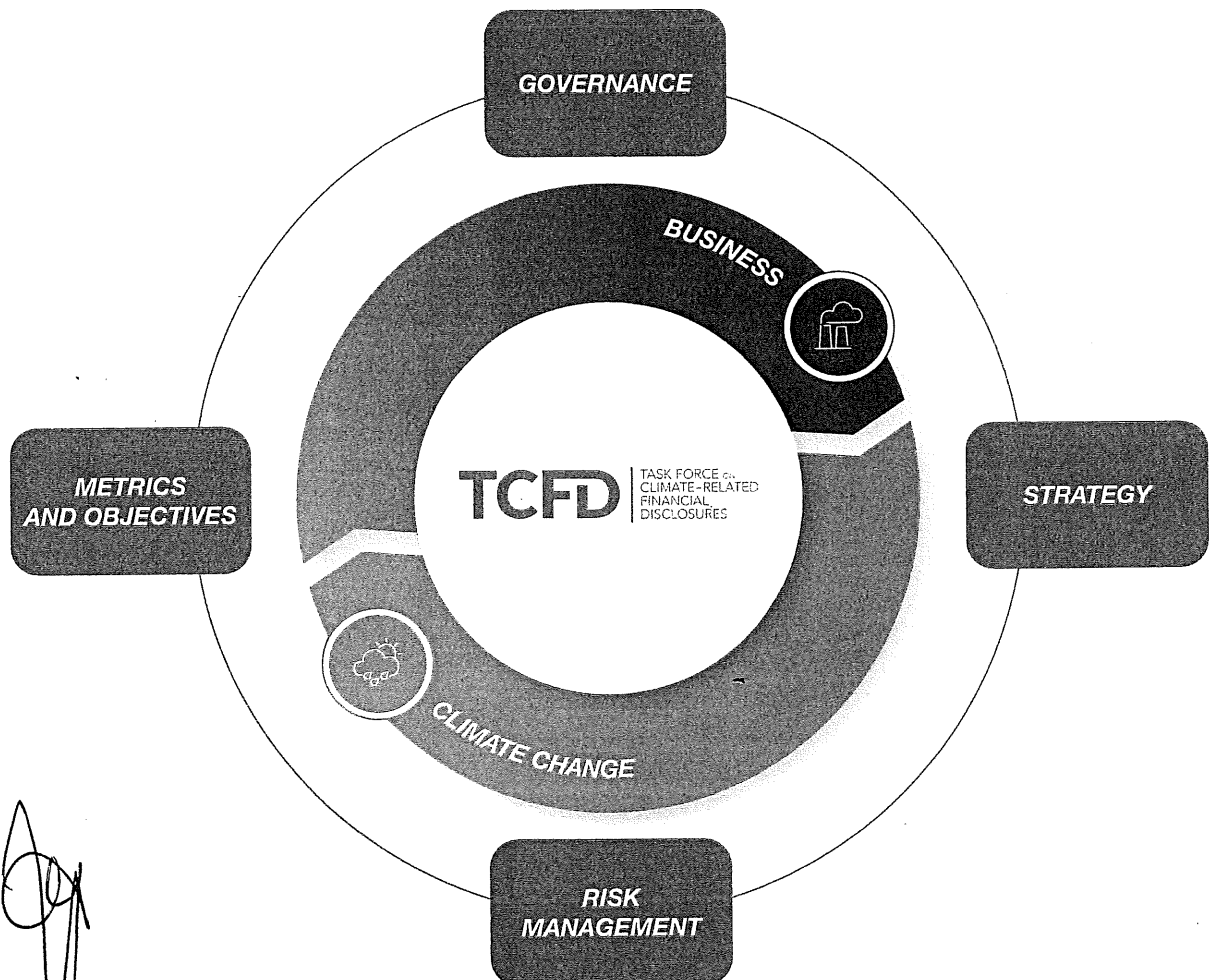 GOVERNANCE
BUSINESS
METRICS
AND OBJECTIVES
TCFD
TASK FORCE on
CLIMATE-RELATED
FINANCIAL
DISCLOSURES
STRATEGY
CLIMATE CHANGE
RISK
MANAGEMENT